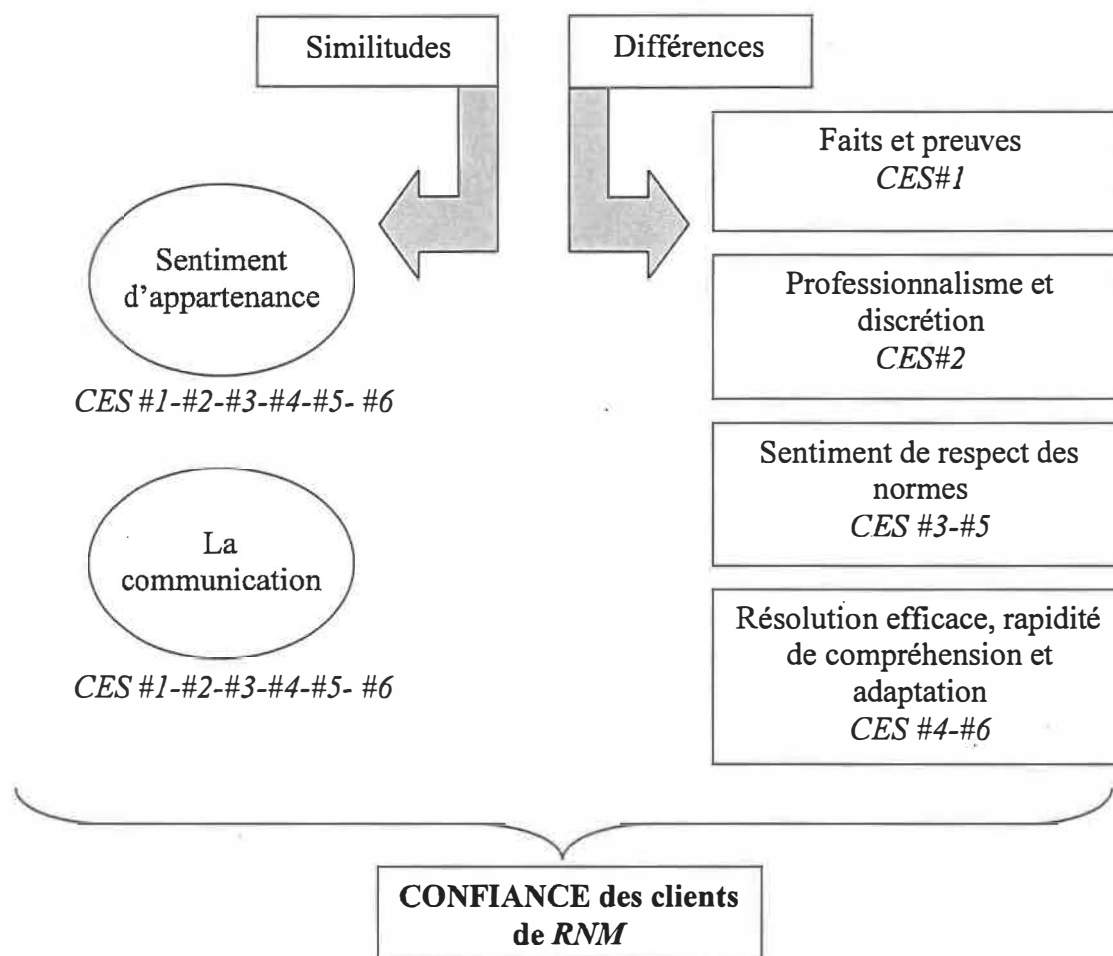 Similitudes
Différences
Sentiment
d'appartenance
CES #1-#2-#3-#4-#5- #6
La
communication
CES #1-#2-#3-#4-#5- #6
Faits et preuves
CES#1
Professionnalisme et
discrétion
CES#2
Sentiment de respect des
normes
CES #3-#5
Résolution efficace, rapidité
de compréhension et
adaptation
CES #4-#6
CONFIANCE des clients
de RNM